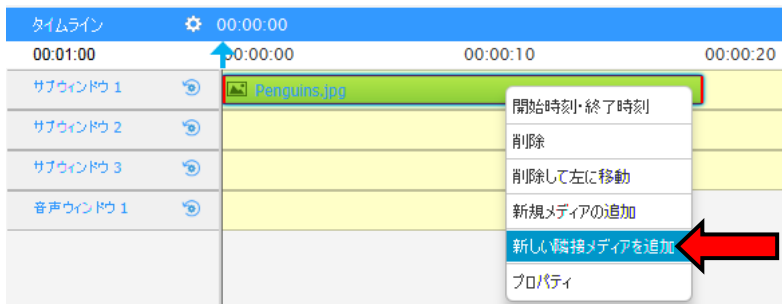 タイムライン 00:00:00
00:01:00 00:00:00 00:00:10 00:00:20
サブウィンドウ 1 Penguins.jpg
開始時刻・終了時刻
サブウィンドウ 2
削除
サブウィンドウ 3
削除して左に移動
音声ウィンドウ 1 新規メディアの追加
新しい隣接メディアを追加
プロパティ